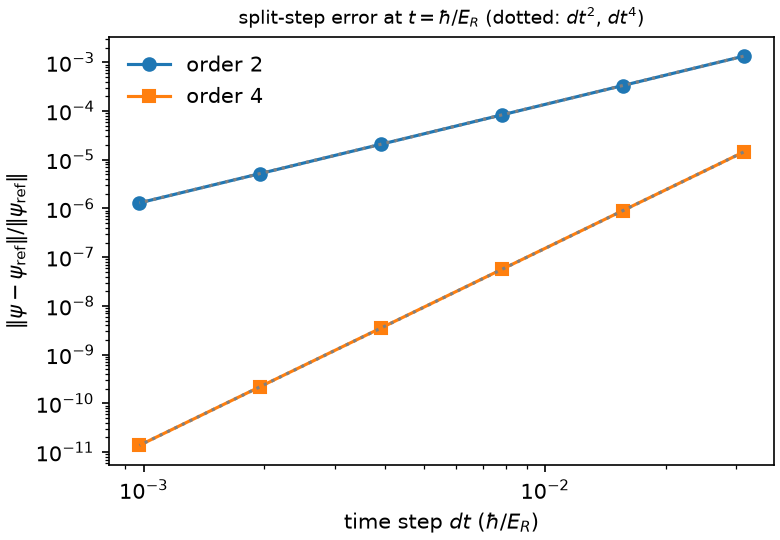 split-step error at t = ħ/E_R (dotted: dt², dt⁴)
order 2
order 4
10⁻³
10⁻⁴
10⁻⁵
10⁻⁶
10⁻⁷
10⁻⁸
10⁻⁹
10⁻¹⁰
10⁻¹¹
‖ψ − ψ_ref‖/‖ψ_ref‖
10⁻³ 10⁻²
time step dt (ħ/E_R)